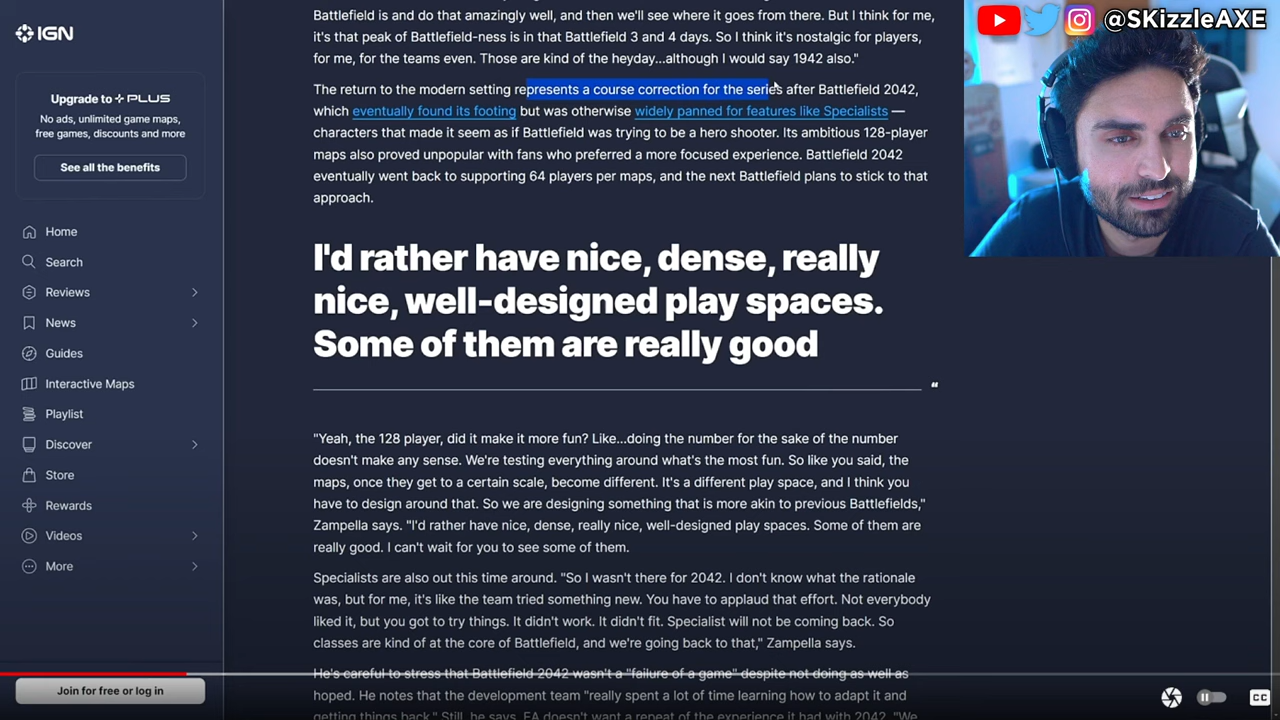 IGN
@SKizzleAXE
Upgrade to PLUS
No ads, unlimited game maps,
free games, discounts and more
See all the benefits
Home
Search
Reviews
News
Guides
Interactive Maps
Playlist
Discover
Store
Rewards
Videos
More
Join for free or log in
Battlefield is and do that amazingly well, and then we'll see where it goes from there. But I think for me,
it's that peak of Battlefield-ness is in that Battlefield 3 and 4 days. So I think it's nostalgic for players,
for me, for the teams even. Those are kind of the heyday...although I would say 1942 also."
The return to the modern setting represents a course correction for the series after Battlefield 2042,
which eventually found its footing but was otherwise widely panned for features like Specialists —
characters that made it seem as if Battlefield was trying to be a hero shooter. Its ambitious 128-player
maps also proved unpopular with fans who preferred a more focused experience. Battlefield 2042
eventually went back to supporting 64 players per maps, and the next Battlefield plans to stick to that
approach.
I'd rather have nice, dense, really
nice, well-designed play spaces.
Some of them are really good
“
"Yeah, the 128 player, did it make it more fun? Like...doing the number for the sake of the number
doesn't make any sense. We're testing everything around what's the most fun. So like you said, the
maps, once they get to a certain scale, become different. It's a different play space, and I think you
have to design around that. So we are designing something that is more akin to previous Battlefields,"
Zampella says. "I'd rather have nice, dense, really nice, well-designed play spaces. Some of them are
really good. I can't wait for you to see some of them.
Specialists are also out this time around. "So I wasn't there for 2042. I don't know what the rationale
was, but for me, it's like the team tried something new. You have to applaud that effort. Not everybody
liked it, but you got to try things. It didn't work. It didn't fit. Specialist will not be coming back. So
classes are kind of at the core of Battlefield, and we're going back to that," Zampella says.
He's careful to stress that Battlefield 2042 wasn't a "failure of a game" despite not doing as well as
hoped. He notes that the development team "really spent a lot of time learning how to adapt it and
getting things back." Still, he says, EA doesn't want a repeat of the experience it had with 2042. "We
CC